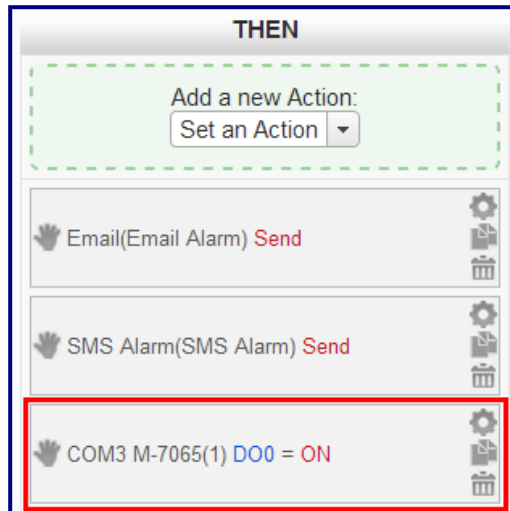 THEN
Add a new Action:
Set an Action
Email(Email Alarm) Send
SMS Alarm(SMS Alarm) Send
COM3 M-7065(1) DO0 = ON